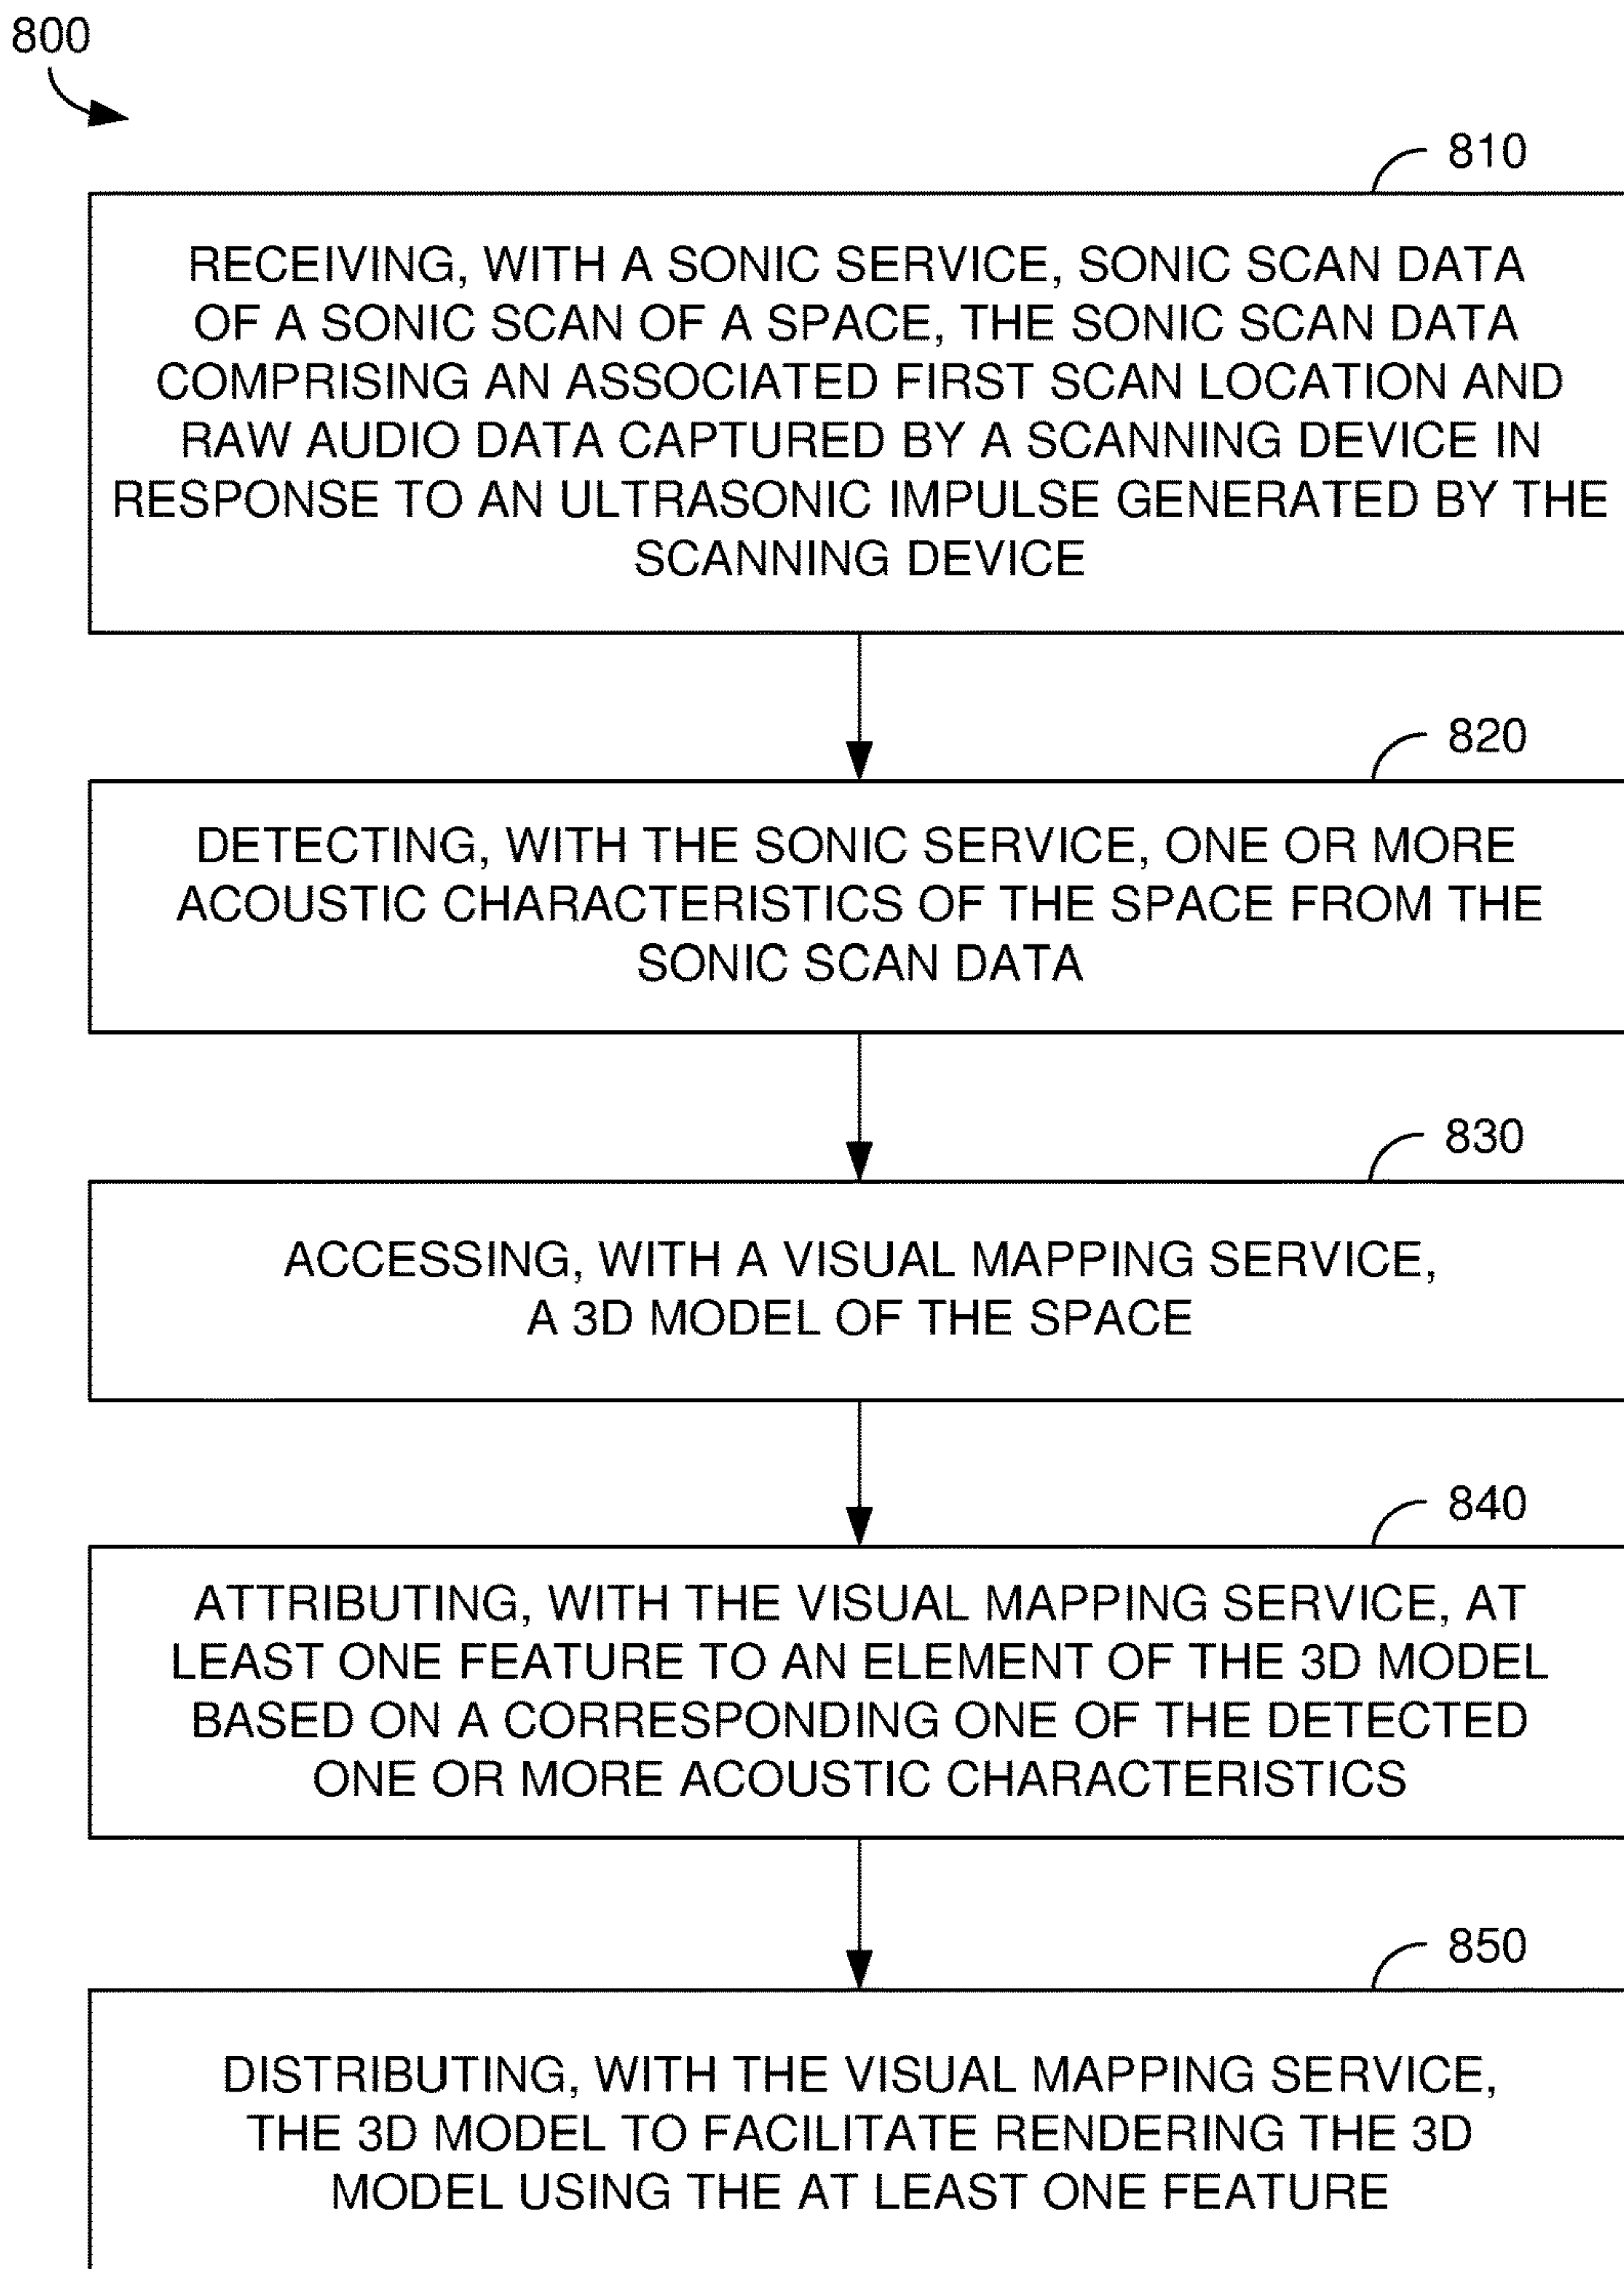 800
810
RECEIVING, WITH A SONIC SERVICE, SONIC SCAN DATA
OF A SONIC SCAN OF A SPACE, THE SONIC SCAN DATA
COMPRISING AN ASSOCIATED FIRST SCAN LOCATION AND
RAW AUDIO DATA CAPTURED BY A SCANNING DEVICE IN
RESPONSE TO AN ULTRASONIC IMPULSE GENERATED BY THE
SCANNING DEVICE
820
DETECTING, WITH THE SONIC SERVICE, ONE OR MORE
ACOUSTIC CHARACTERISTICS OF THE SPACE FROM THE
SONIC SCAN DATA
830
ACCESSING, WITH A VISUAL MAPPING SERVICE,
A 3D MODEL OF THE SPACE
840
ATTRIBUTING, WITH THE VISUAL MAPPING SERVICE, AT
LEAST ONE FEATURE TO AN ELEMENT OF THE 3D MODEL
BASED ON A CORRESPONDING ONE OF THE DETECTED
ONE OR MORE ACOUSTIC CHARACTERISTICS
850
DISTRIBUTING, WITH THE VISUAL MAPPING SERVICE,
THE 3D MODEL TO FACILITATE RENDERING THE 3D
MODEL USING THE AT LEAST ONE FEATURE